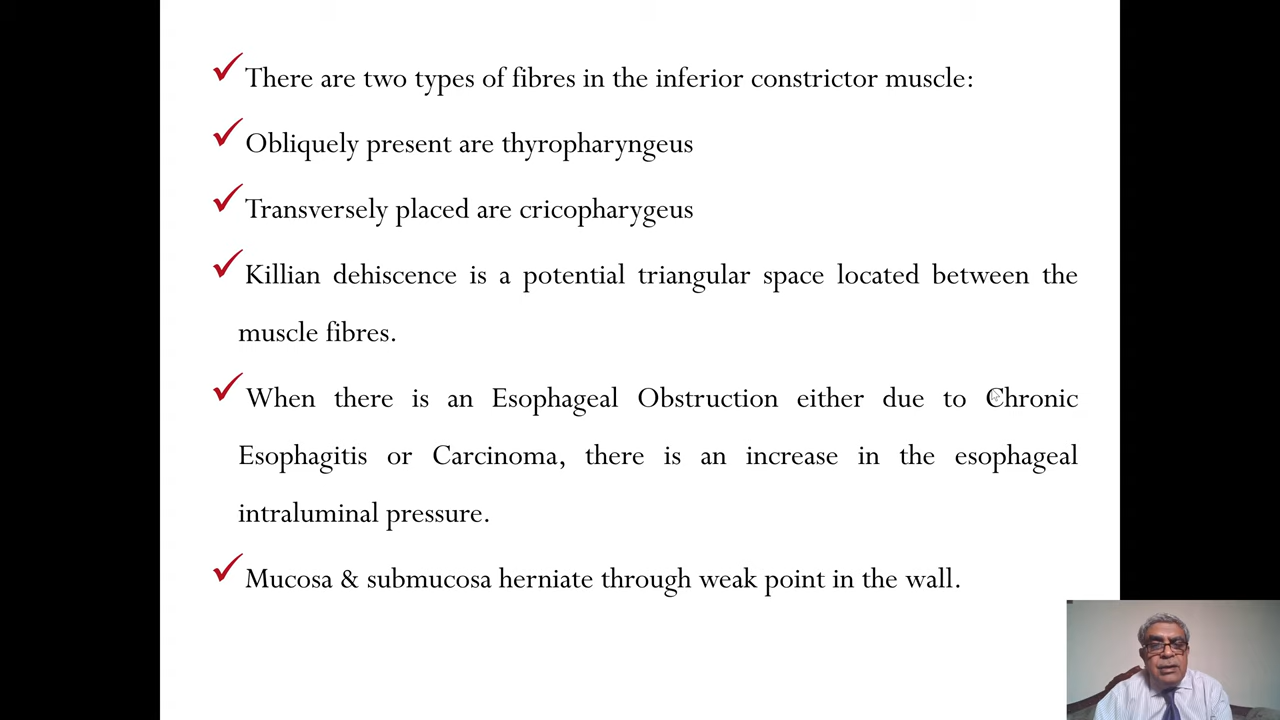 ✓There are two types of fibres in the inferior constrictor muscle:
✓Obliquely present are thyropharyngeus
✓Transversely placed are cricopharygeus
✓Killian dehiscence is a potential triangular space located between the
muscle fibres.
✓When there is an Esophageal Obstruction either due to Chronic
Esophagitis or Carcinoma, there is an increase in the esophageal
intraluminal pressure.
✓Mucosa & submucosa herniate through weak point in the wall.